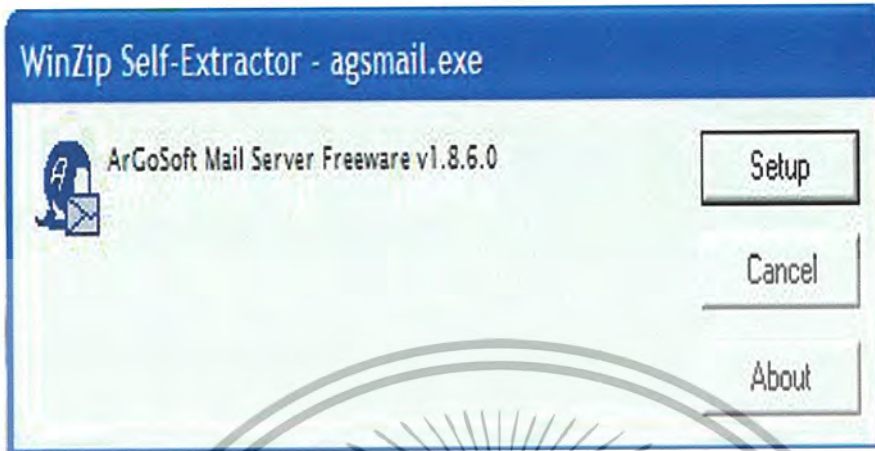 WinZip Self-Extractor - agsmail.exe
ArGoSoft Mail Server Freeware v1.8.6.0
Setup
Cancel
About